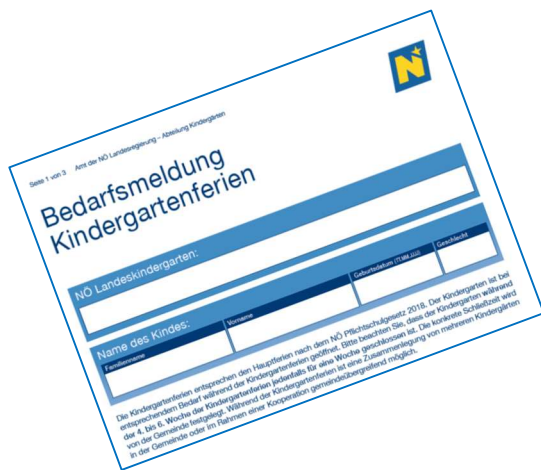 N
Seite 1 von 3 Amt der NÖ Landesregierung – Abteilung Kindergärten
Bedarfsmeldung
Kindergartenferien
NÖ Landeskindergarten:
Name des Kindes:
Familienname Vorname Geburtsdatum (TT.MM.JJJJ) Geschlecht
Die Kindergartenferien entsprechen den Hauptferien nach dem NÖ Pflichtschulgesetz 2018. Der Kindergarten ist bei
entsprechendem Bedarf während der Kindergartenferien geöffnet. Bitte beachten Sie, dass der Kindergarten während
der 4. bis 6. Woche der Kindergartenferien jedenfalls für eine Woche geschlossen ist. Die konkrete Schließzeit wird
von der Gemeinde festgelegt. Während der Kindergartenferien ist eine Zusammenlegung von mehreren Kindergärten
in der Gemeinde oder im Rahmen einer Kooperation gemeindeübergreifend möglich.